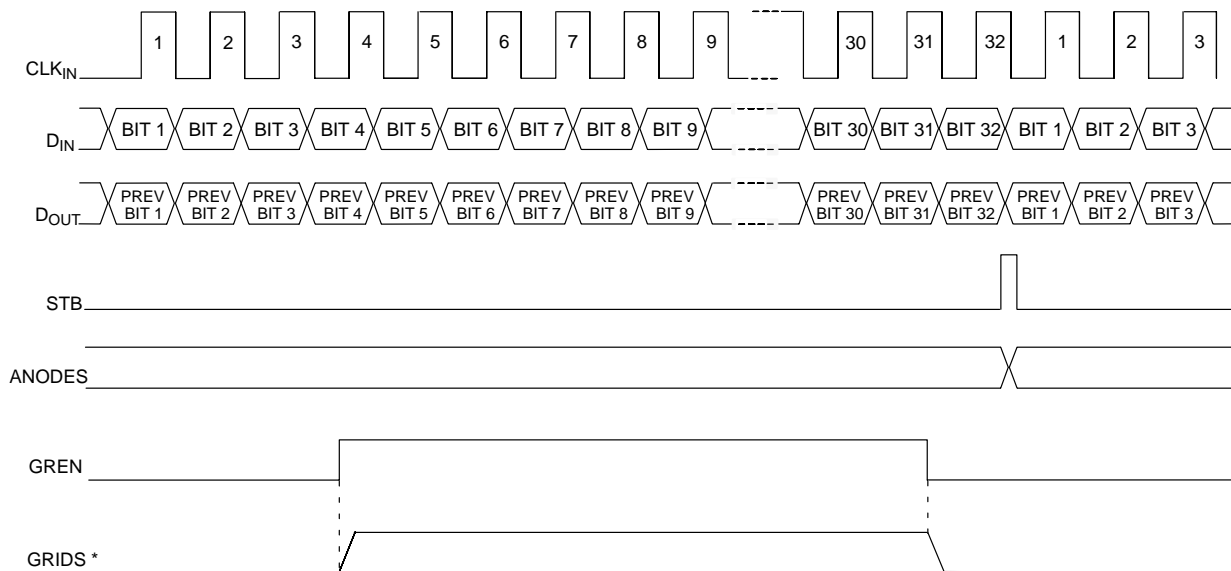 1 2 3 4 5 6 7 8 9 30 31 32 1 2 3
CLKIN
BIT 1 BIT 2 BIT 3 BIT 4 BIT 5 BIT 6 BIT 7 BIT 8 BIT 9 BIT 30 BIT 31 BIT 32 BIT 1 BIT 2 BIT 3
DIN
PREV PREV PREV PREV PREV PREV PREV PREV PREV PREV PREV PREV PREV PREV PREV
BIT 1 BIT 2 BIT 3 BIT 4 BIT 5 BIT 6 BIT 7 BIT 8 BIT 9 BIT 30 BIT 31 BIT 32 BIT 1 BIT 2 BIT 3
DOUT
STB
ANODES
GREN
GRIDS *